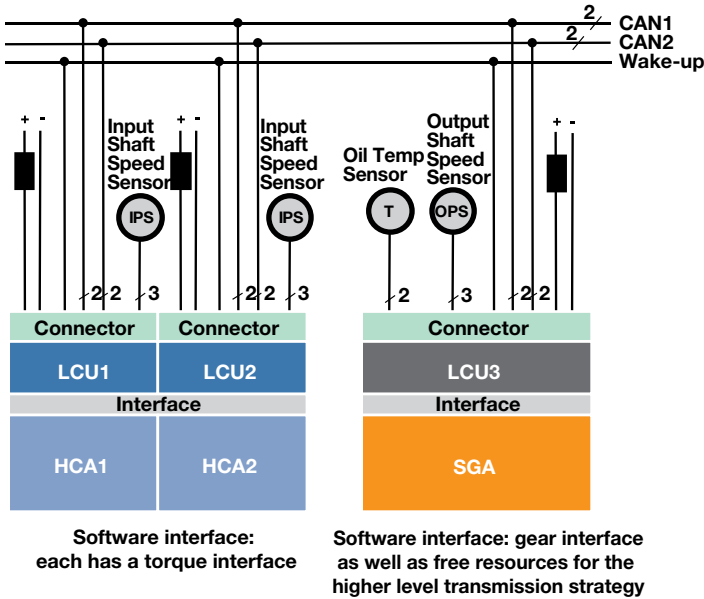 2 CAN1
2 CAN2
Wake-up
+ -
Input
Shaft
Speed
Sensor
IPS
+ -
Input
Shaft
Speed
Sensor
IPS
Oil Temp
Sensor
T
Output
Shaft
Speed
Sensor
OPS
+ -
2 2 3
2 2 3
2 3 2 2
Connector Connector Connector
LCU1 LCU2 LCU3
Interface Interface
HCA1 HCA2 SGA
Software interface:
each has a torque interface
Software interface: gear interface
as well as free resources for the
higher level transmission strategy